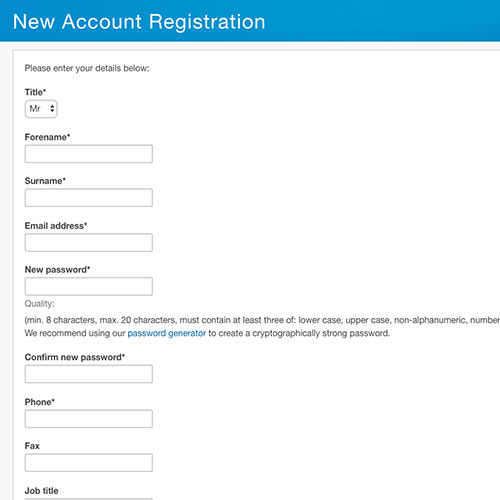 New Account Registration
Please enter your details below:
Title*
Mr
Forename*
Surname*
Email address*
New password*
Quality:
(min. 8 characters, max. 20 characters, must contain at least three of: lower case, upper case, non-alphanumeric, number
We recommend using our password generator to create a cryptographically strong password.
Confirm new password*
Phone*
Fax
Job title